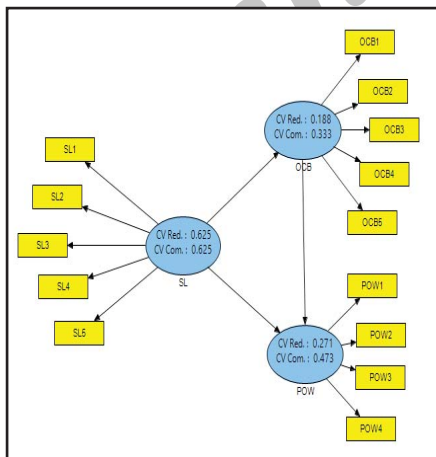 OCB1
OCB2
CV Red. : 0.188
CV Com. : 0.333
OCB3
OCB
OCB4
OCB5
SL1
SL2
SL3
CV Red. : 0.625
CV Com. : 0.625
SL
SL4
SL5
POW1
POW2
CV Red. : 0.271
CV Com. : 0.473
POW3
POW
POW4